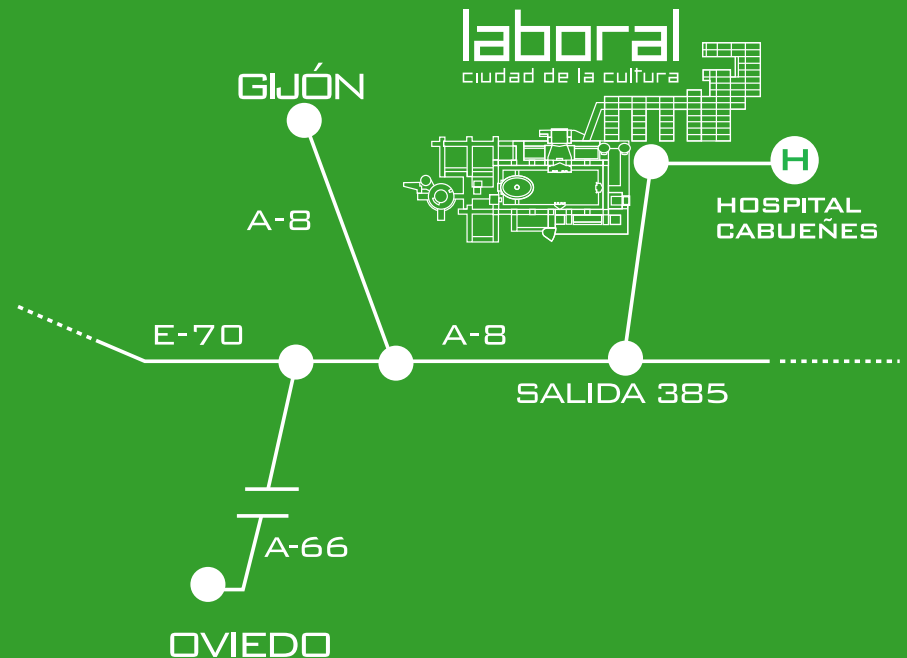 laboral
ciudad de la cultura
GIJÓN
H
HOSPITAL
CABUEÑES
A-8
E-70
A-8
SALIDA 385
A-66
OVIEDO